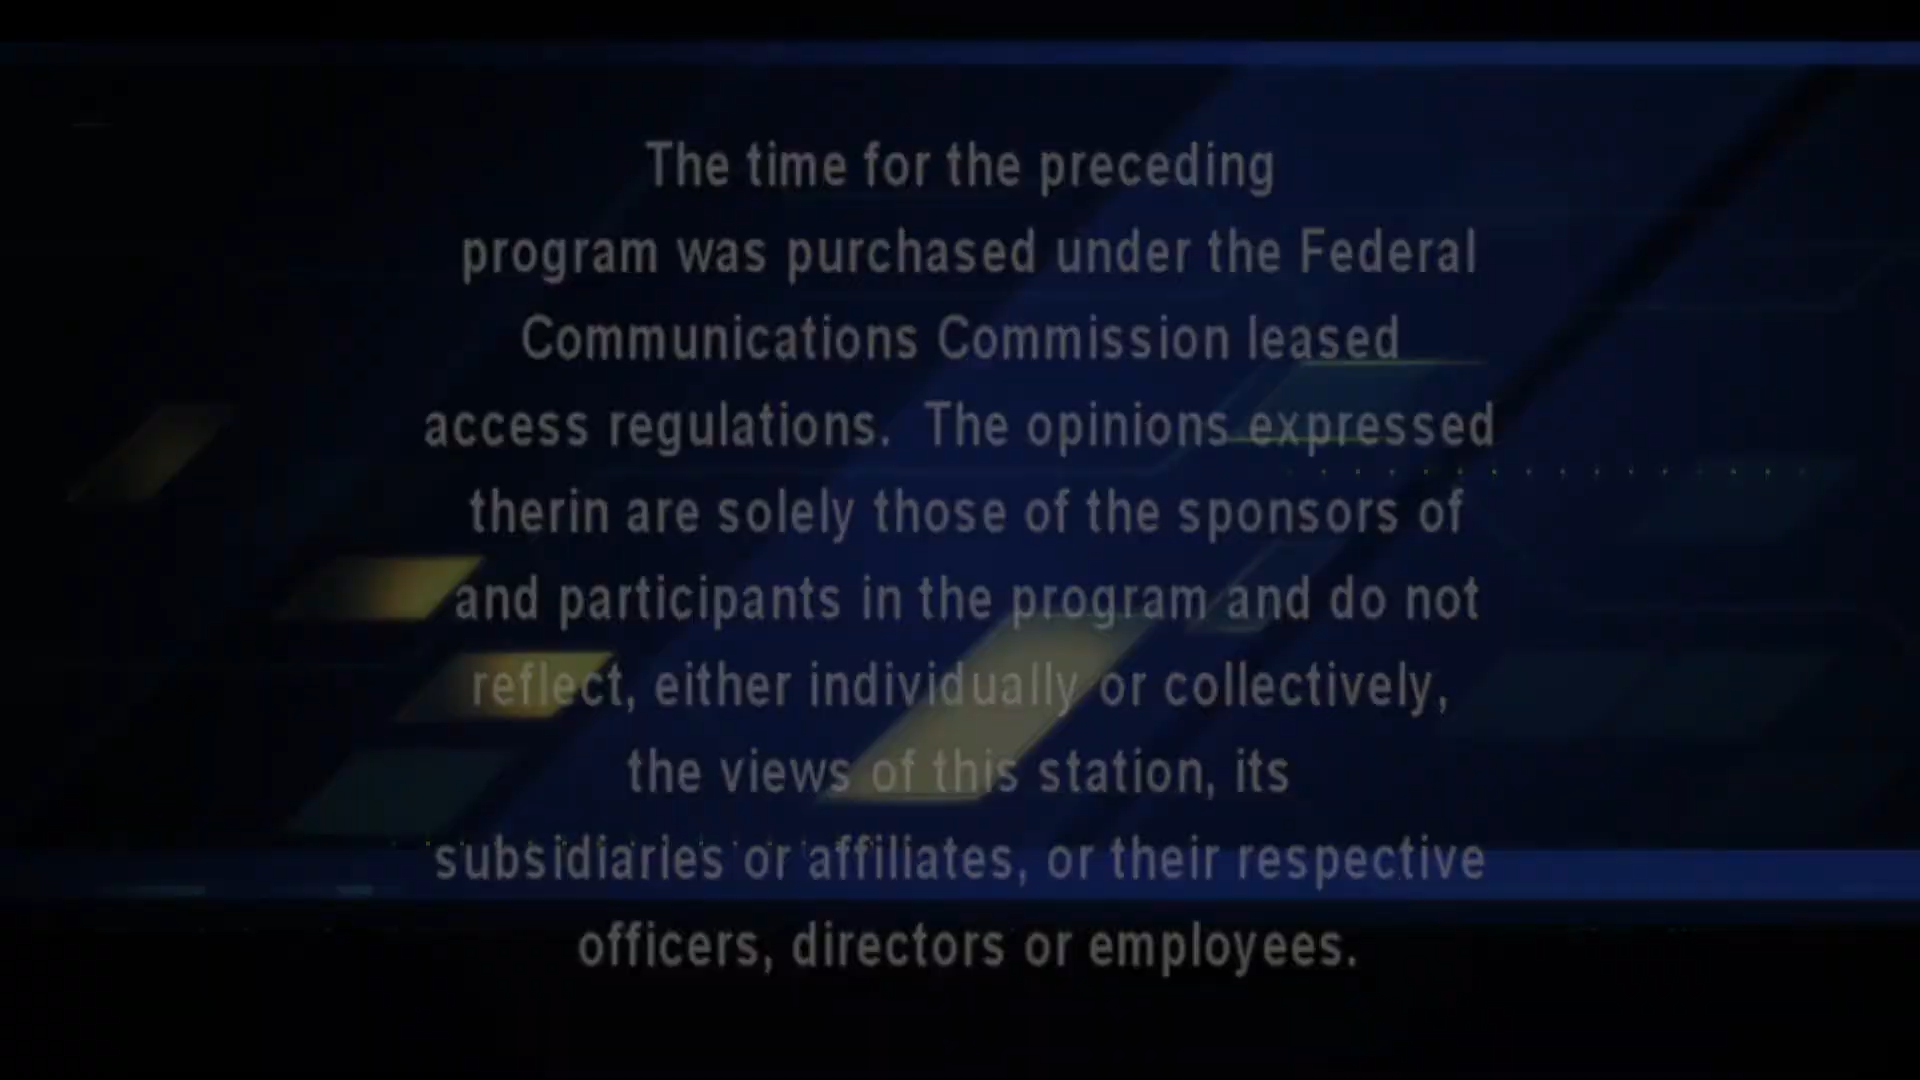 The time for the preceding
program was purchased under the Federal
Communications Commission leased
access regulations.  The opinions expressed
therin are solely those of the sponsors of
and participants in the program and do not
reflect, either individually or collectively,
the views of this station, its
subsidiaries or affiliates, or their respective
officers, directors or employees.